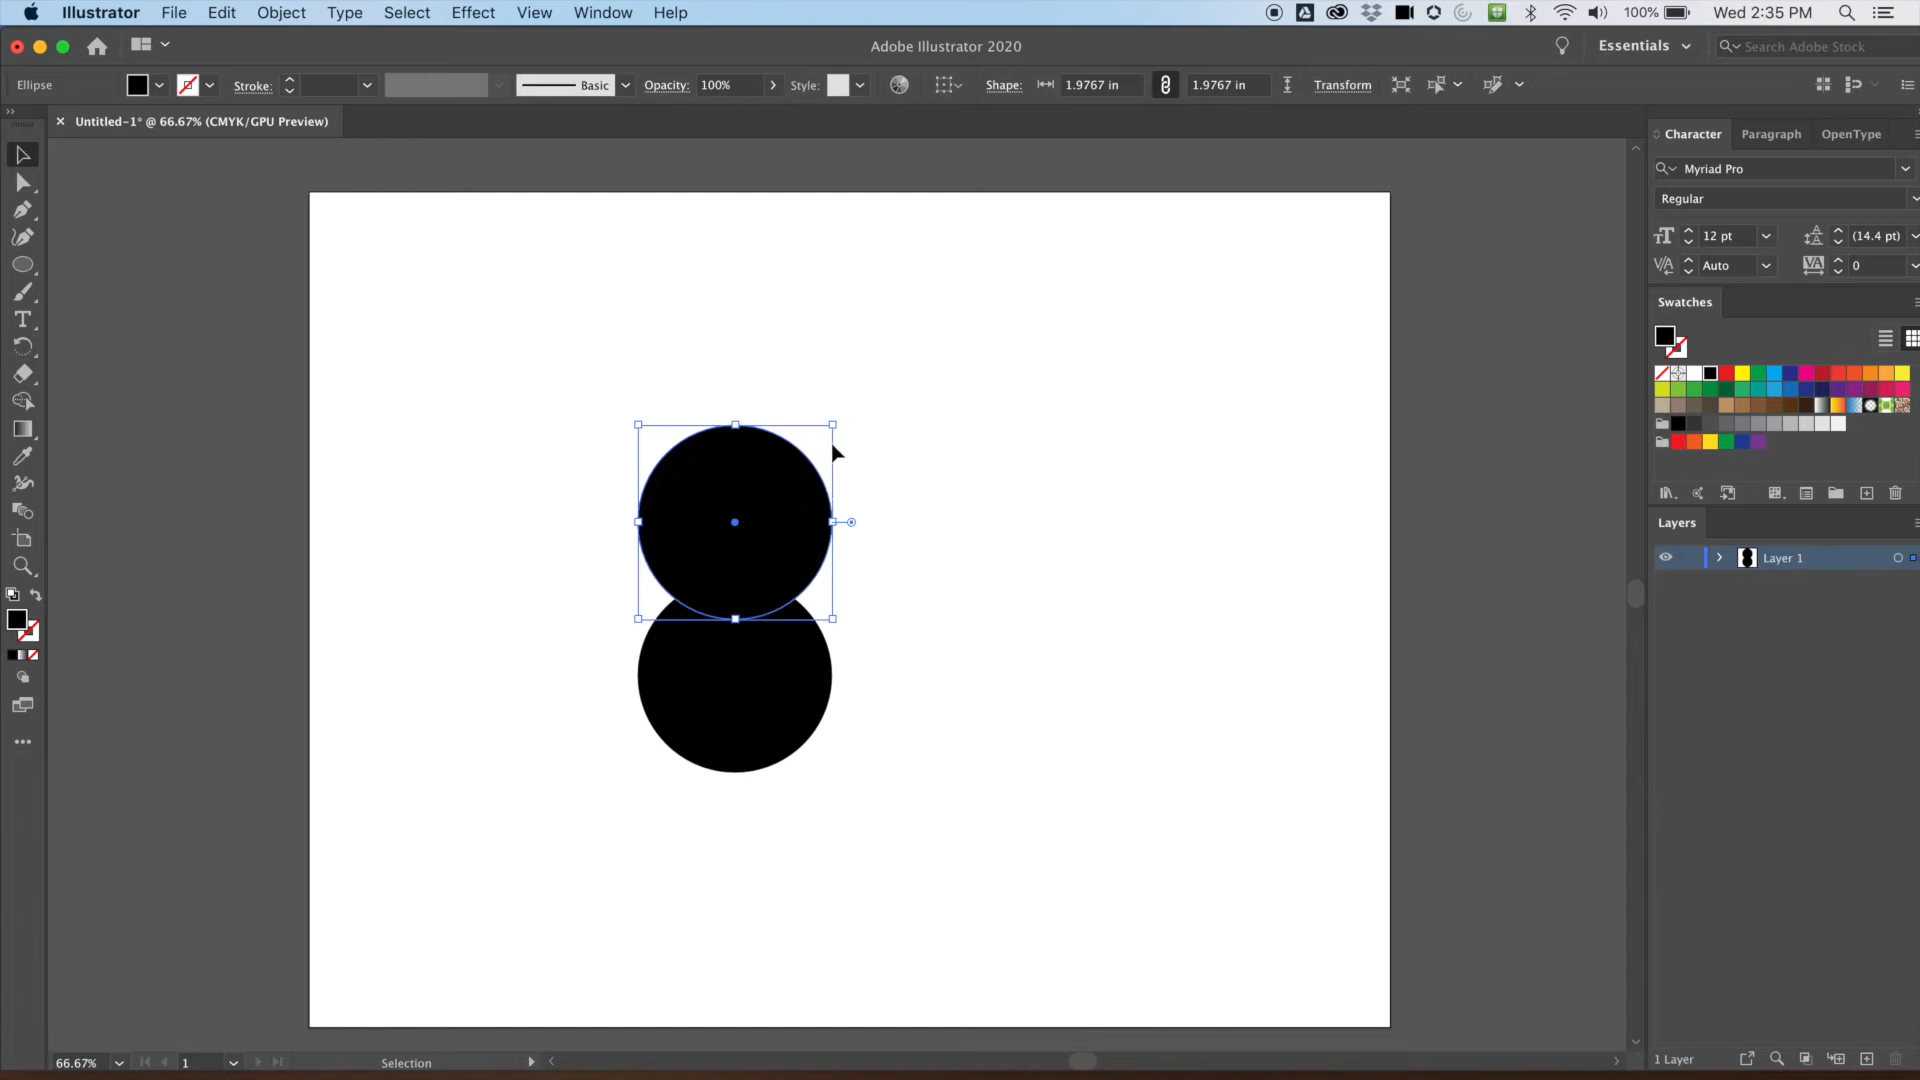 Illustrator File Edit Object Type Select Effect View Window Help 100% Wed 2:35 PM
Adobe Illustrator 2020 Essentials Search Adobe Stock
Ellipse Stroke: Basic Opacity: 100% Style: Shape: 1.9767 in 1.9767 in Transform
Untitled-1* @ 66.67% (CMYK/GPU Preview)
Character Paragraph OpenType
Myriad Pro
Regular
12 pt (14.4 pt)
Auto 0
Swatches
Layers
Layer 1
66.67% 1 Selection 1 Layer